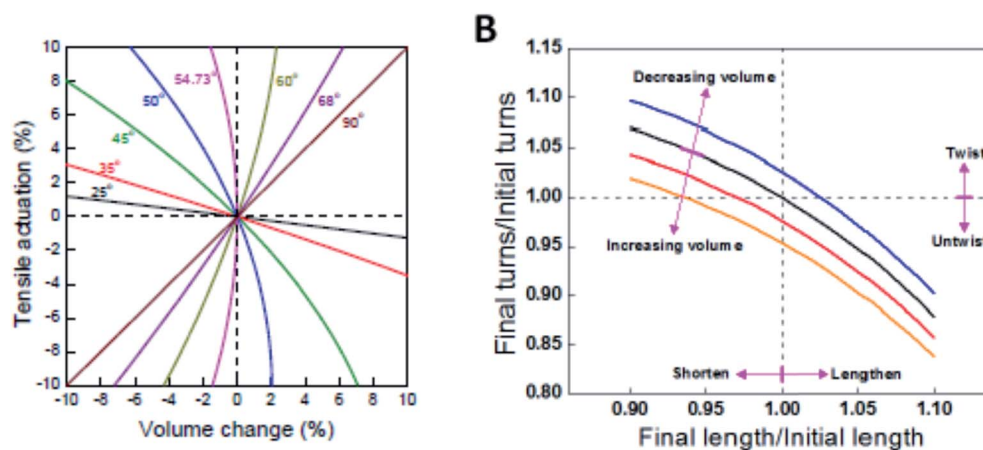 10
8
6
4
2
0
-2
-4
-6
-8
-10
-10 -8 -6 -4 -2 0 2 4 6 8 10
Tensile actuation (%)
Volume change (%)
54.73°
60°
50°
68°
45°
90°
35°
25°
B
1.15
1.10
1.05
1.00
0.95
0.90
0.85
0.80
0.90 0.95 1.00 1.05 1.10
Final turns/Initial turns
Final length/Initial length
Decreasing volume
Increasing volume
Twist
Untwist
Shorten
Lengthen